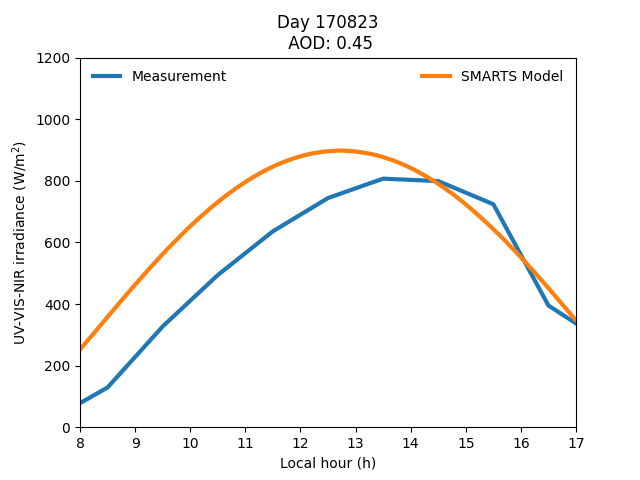 Day 170823
AOD: 0.45
Measurement
SMARTS Model
UV-VIS-NIR irradiance (W/m²)
1200
1000
800
600
400
200
0
8 9 10 11 12 13 14 15 16 17
Local hour (h)